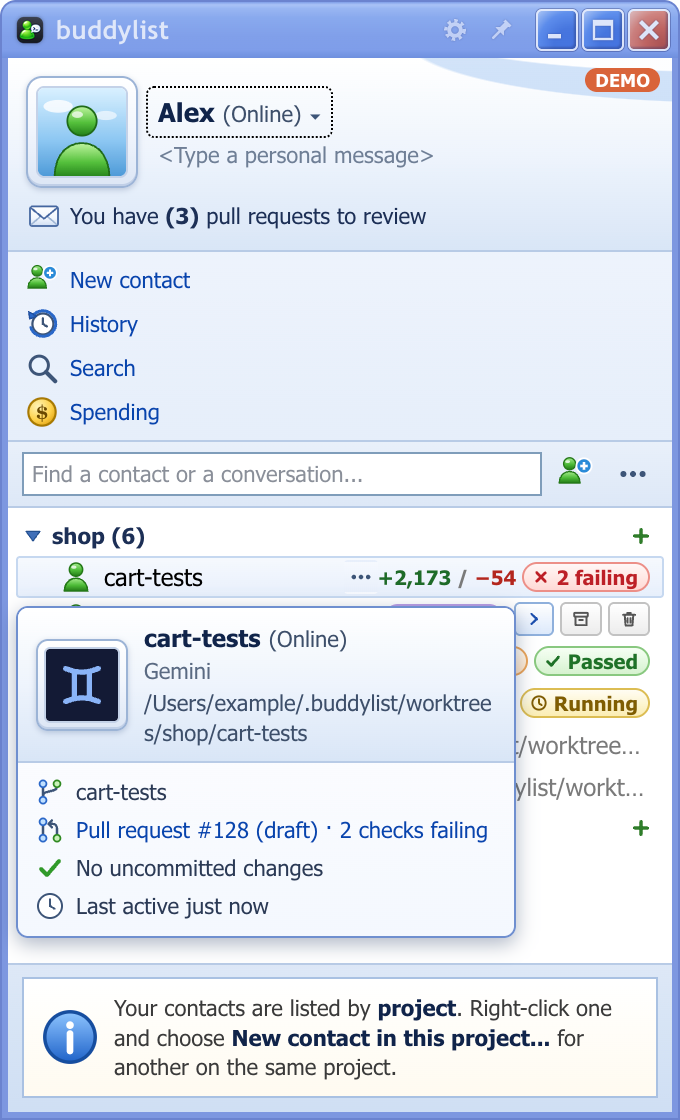 buddylist
DEMO
Alex (Online)
<Type a personal message>
You have (3) pull requests to review
New contact
History
Search
$ Spending
Find a contact or a conversation...
shop (6)
cart-tests ••• +2,173 / −54 × 2 failing
cart-tests (Online)
Gemini
/Users/example/.buddylist/worktree
s/shop/cart-tests
Passed
Running
t/worktree...
ylist/workt...
cart-tests
Pull request #128 (draft) · 2 checks failing
No uncommitted changes
Last active just now
Your contacts are listed by project. Right-click one
and choose New contact in this project... for
another on the same project.